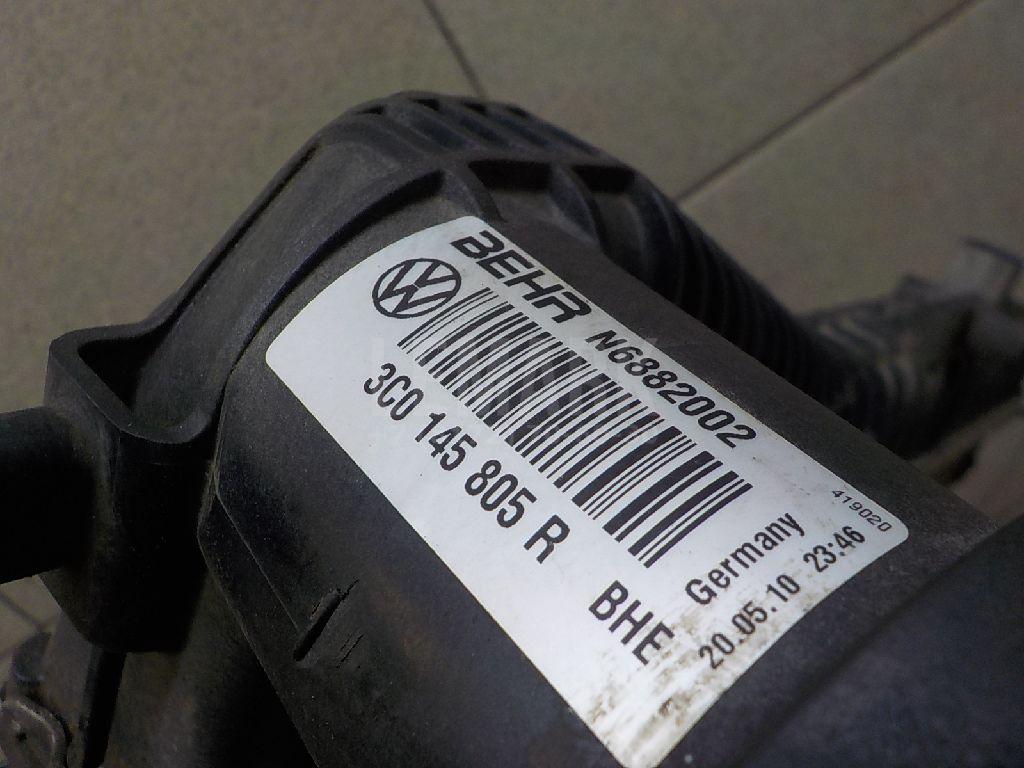 BEHR N6882002
3C0 145 805 R BHE
Germany
20.05.10 23:46
419020